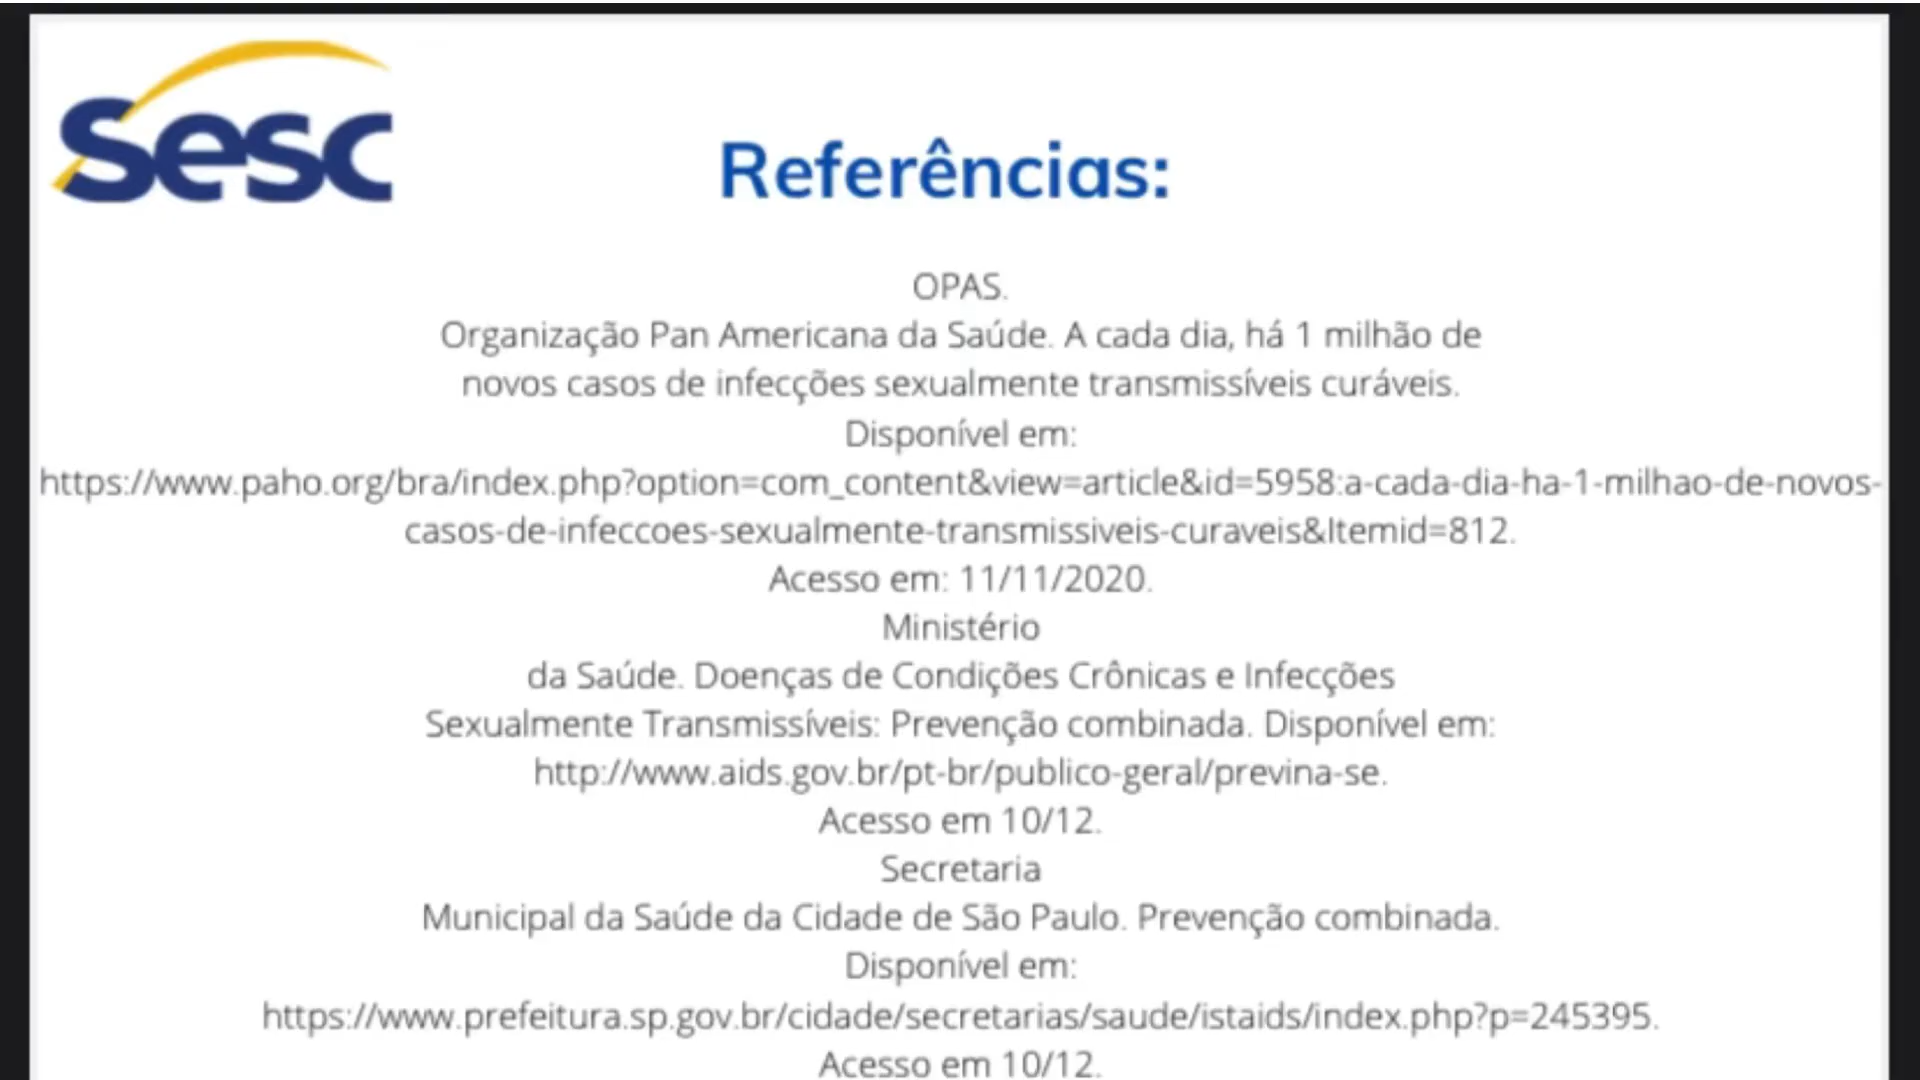 Sesc
Referências:
OPAS.
Organização Pan Americana da Saúde. A cada dia, há 1 milhão de
novos casos de infecções sexualmente transmissíveis curáveis.
Disponível em:
https://www.paho.org/bra/index.php?option=com_content&view=article&id=5958:a-cada-dia-ha-1-milhao-de-novos-
casos-de-infeccoes-sexualmente-transmissiveis-curaveis&Itemid=812.
Acesso em: 11/11/2020.
Ministério
da Saúde. Doenças de Condições Crônicas e Infecções
Sexualmente Transmissíveis: Prevenção combinada. Disponível em:
http://www.aids.gov.br/pt-br/publico-geral/previna-se.
Acesso em 10/12.
Secretaria
Municipal da Saúde da Cidade de São Paulo. Prevenção combinada.
Disponível em:
https://www.prefeitura.sp.gov.br/cidade/secretarias/saude/istaids/index.php?p=245395.
Acesso em 10/12.